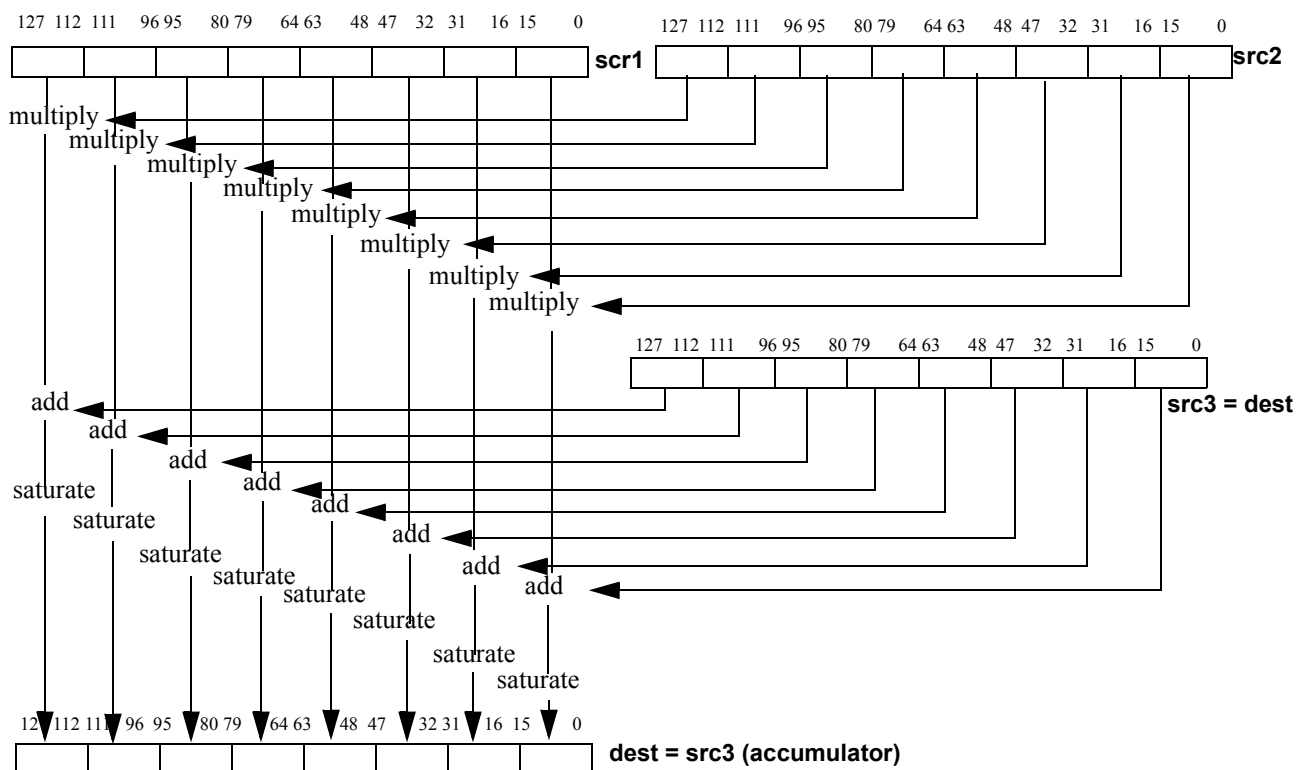 127 112 111 96 95 80 79 64 63 48 47 32 31 16 15 0
scr1
127 112 111 96 95 80 79 64 63 48 47 32 31 16 15 0
src2
multiply
multiply
multiply
multiply
multiply
multiply
multiply
multiply
127 112 111 96 95 80 79 64 63 48 47 32 31 16 15 0
src3 = dest
add
add
add
add
add
add
add
add
saturate
saturate
saturate
saturate
saturate
saturate
saturate
saturate
127 112 111 96 95 80 79 64 63 48 47 32 31 16 15 0
dest = src3 (accumulator)